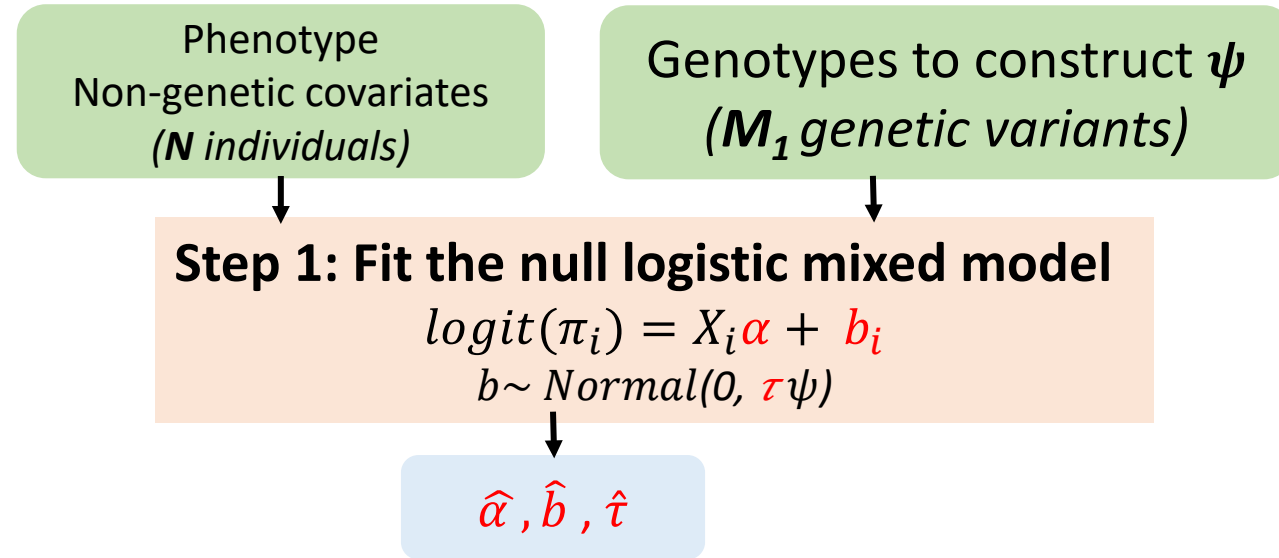 Phenotype
Non-genetic covariates
(N individuals)
Genotypes to construct ψ
(M₁ genetic variants)
Step 1: Fit the null logistic mixed model
logit(πᵢ) = Xᵢα + bᵢ
b~ Normal(0, τψ)
α̂ , b̂ , τ̂